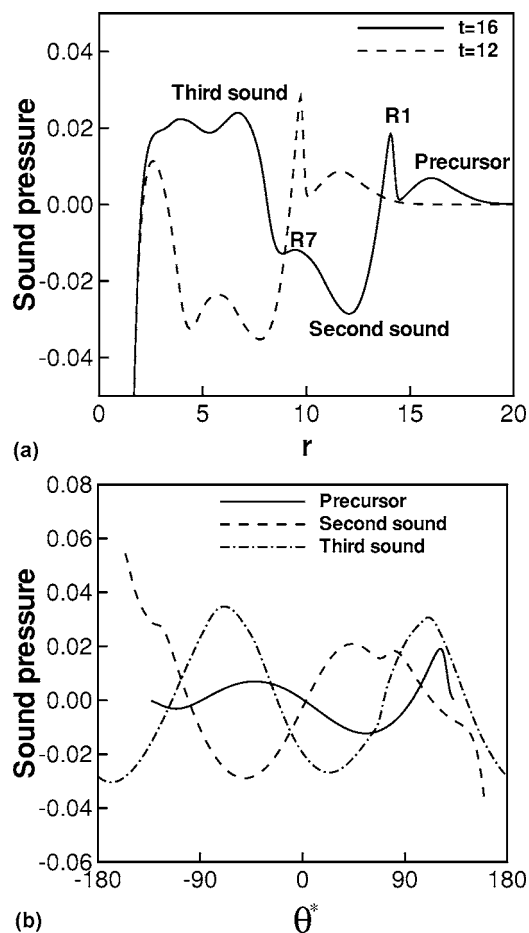 0.04
0.02
0.00
-0.02
-0.04
Sound pressure
t=16
t=12
Third sound
R1
Precursor
R7
Second sound
0 5 10 15 20
r
(a)
0.08
0.06
0.04
0.02
0.00
-0.02
-0.04
-0.06
Sound pressure
Precursor
Second sound
Third sound
-180 -90 0 90 180
θ*
(b)